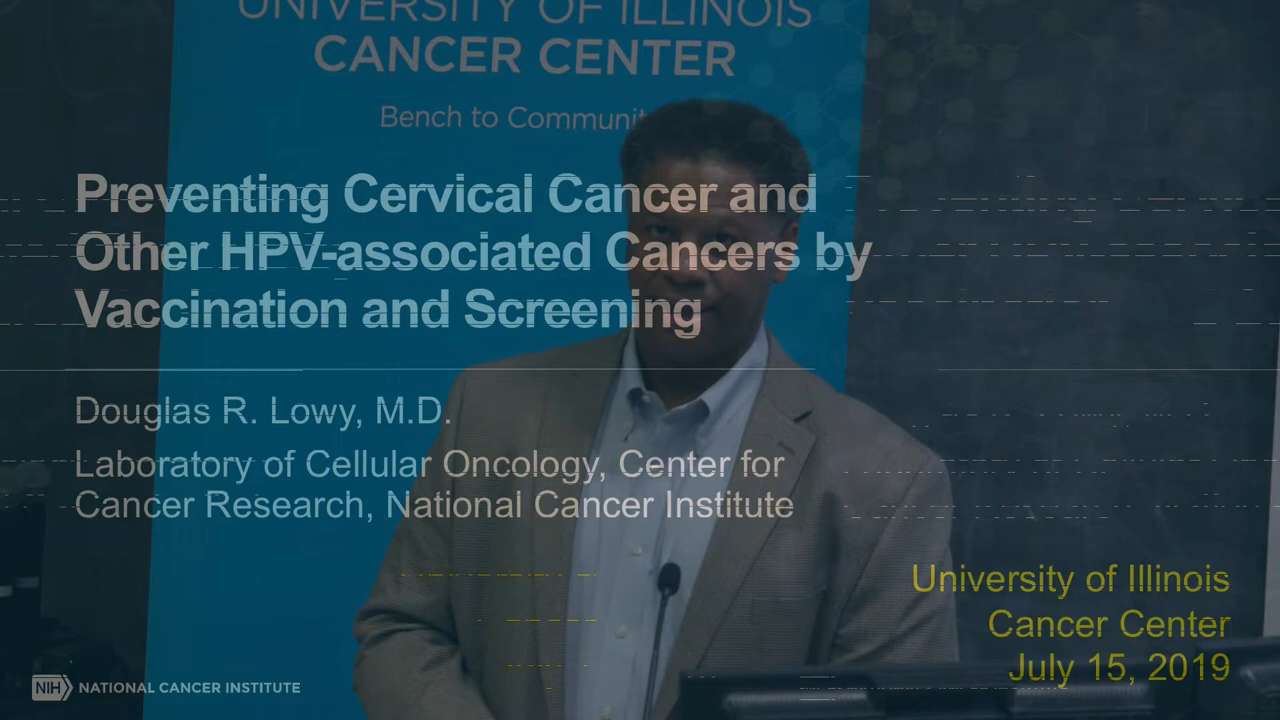 UNIVERSITY OF ILLINOIS
CANCER CENTER
Bench to Communit
Preventing Cervical Cancer and
Other HPV-associated Cancers by
Vaccination and Screening
Douglas R. Lowy, M.D.
Laboratory of Cellular Oncology, Center for
Cancer Research, National Cancer Institute
University of Illinois
Cancer Center
July 15, 2019
NIH NATIONAL CANCER INSTITUTE